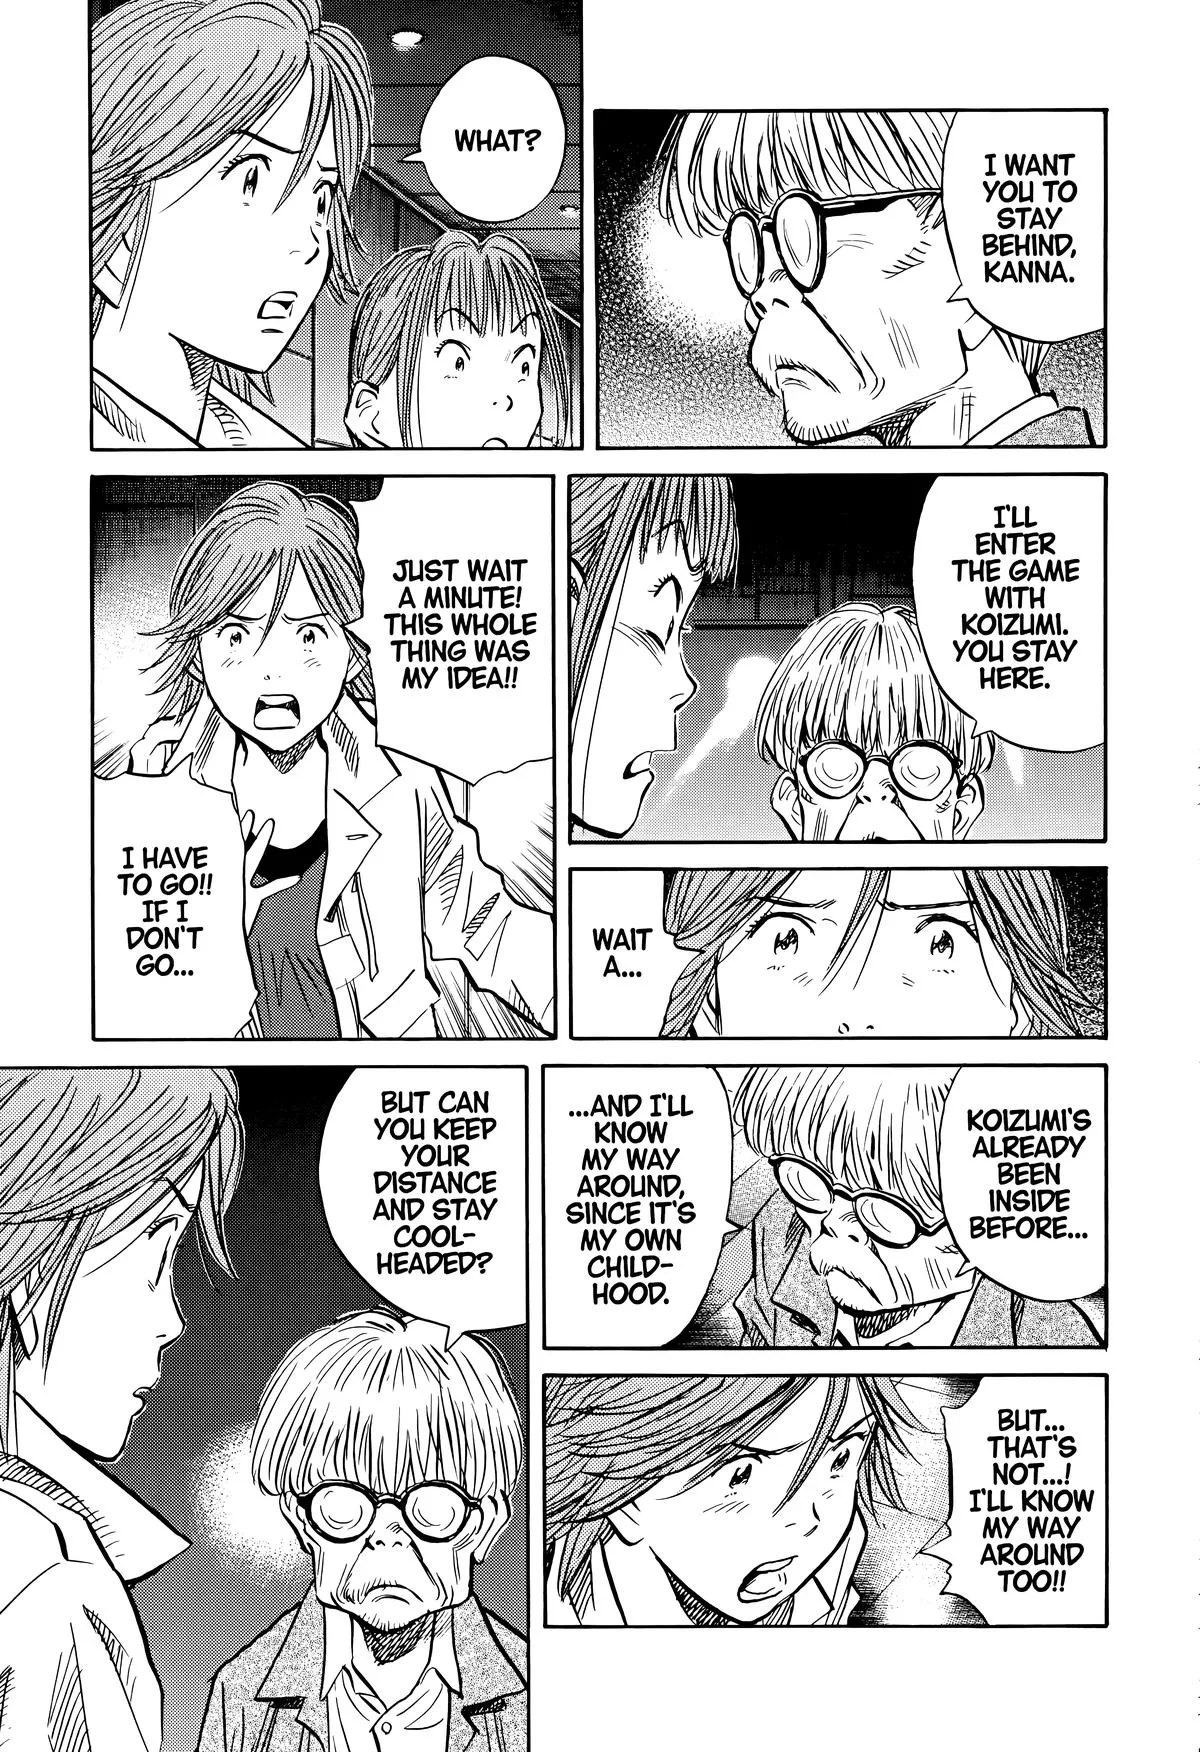 I WANT
YOU TO
STAY
BEHIND,
KANNA.
WHAT?
I'LL
ENTER
THE GAME
WITH
KOIZUMI.
YOU STAY
HERE.
JUST WAIT
A MINUTE!
THIS WHOLE
THING WAS
MY IDEA!!
I HAVE
TO GO!!
IF I
DON'T
GO...
WAIT
A...
KOIZUMI'S
ALREADY
BEEN
INSIDE
BEFORE...
...AND I'LL
KNOW
MY WAY
AROUND,
SINCE IT'S
MY OWN
CHILD-
HOOD.
BUT...
THAT'S
NOT...!
I'LL KNOW
MY WAY
AROUND
TOO!!
BUT CAN
YOU KEEP
YOUR
DISTANCE
AND STAY
COOL-
HEADED?